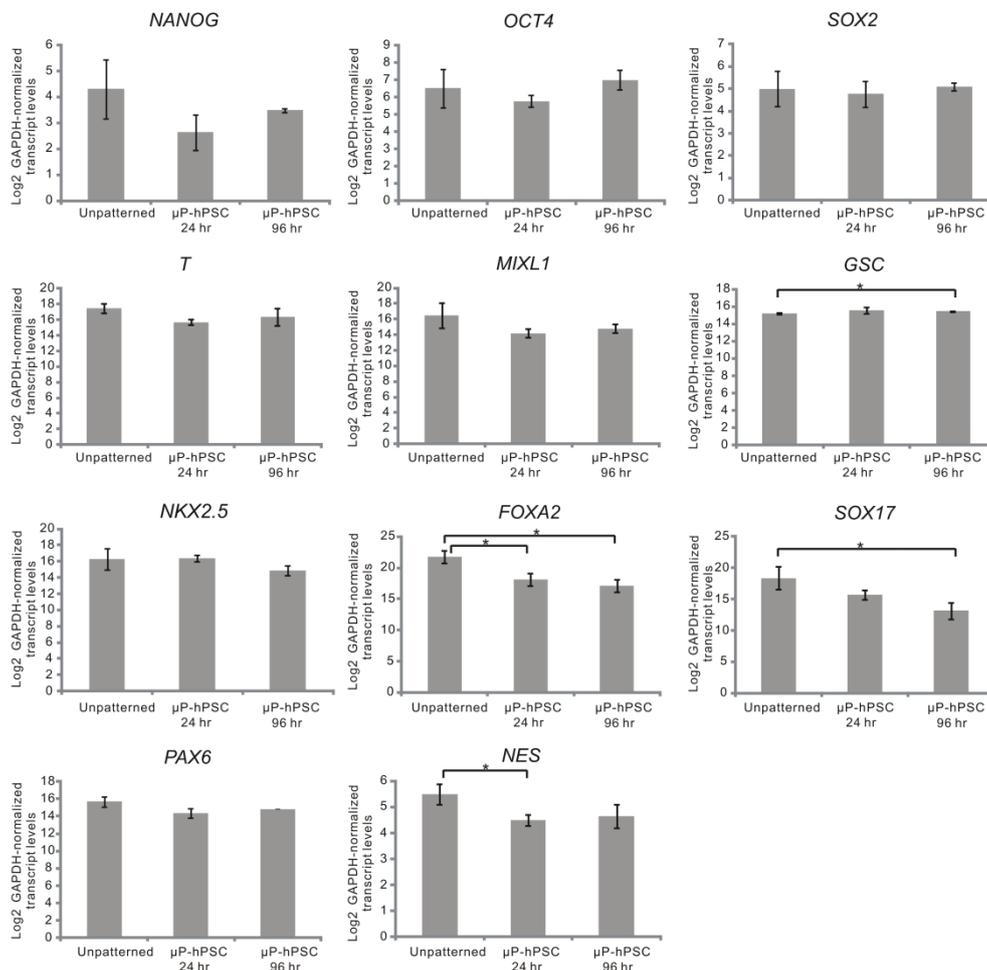 NANOG
Log2 GAPDH-normalized
transcript levels
6
5
4
3
2
1
0
Unpatterned
µP-hPSC
24 hr
µP-hPSC
96 hr
OCT4
Log2 GAPDH-normalized
transcript levels
9
8
7
6
5
4
3
2
1
0
Unpatterned
µP-hPSC
24 hr
µP-hPSC
96 hr
SOX2
Log2 GAPDH-normalized
transcript levels
7
6
5
4
3
2
1
0
Unpatterned
µP-hPSC
24 hr
µP-hPSC
96 hr
T
Log2 GAPDH-normalized
transcript levels
20
18
16
14
12
10
8
6
4
2
0
Unpatterned
µP-hPSC
24 hr
µP-hPSC
96 hr
MIXL1
Log2 GAPDH-normalized
transcript levels
20
18
16
14
12
10
8
6
4
2
0
Unpatterned
µP-hPSC
24 hr
µP-hPSC
96 hr
GSC
*
Log2 GAPDH-normalized
transcript levels
18
16
14
12
10
8
6
4
2
0
Unpatterned
µP-hPSC
24 hr
µP-hPSC
96 hr
NKX2.5
Log2 GAPDH-normalized
transcript levels
20
18
16
14
12
10
8
6
4
2
0
Unpatterned
µP-hPSC
24 hr
µP-hPSC
96 hr
FOXA2
*
*
Log2 GAPDH-normalized
transcript levels
25
20
15
10
5
0
Unpatterned
µP-hPSC
24 hr
µP-hPSC
96 hr
SOX17
*
Log2 GAPDH-normalized
transcript levels
25
20
15
10
5
0
Unpatterned
µP-hPSC
24 hr
µP-hPSC
96 hr
PAX6
Log2 GAPDH-normalized
transcript levels
18
16
14
12
10
8
6
4
2
0
Unpatterned
µP-hPSC
24 hr
µP-hPSC
96 hr
NES
*
Log2 GAPDH-normalized
transcript levels
6
5
4
3
2
1
0
Unpatterned
µP-hPSC
24 hr
µP-hPSC
96 hr